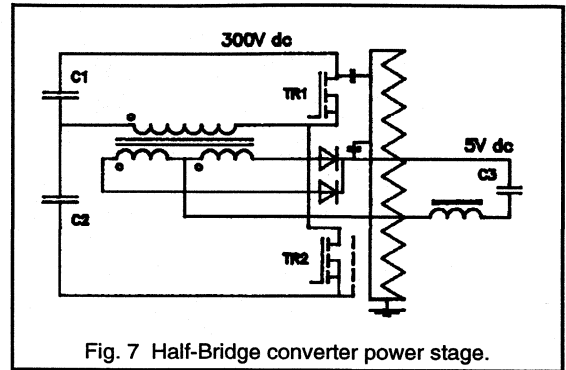 300V dc
C1
TR1
5V dc
C3
C2
TR2
Fig. 7 Half-Bridge converter power stage.